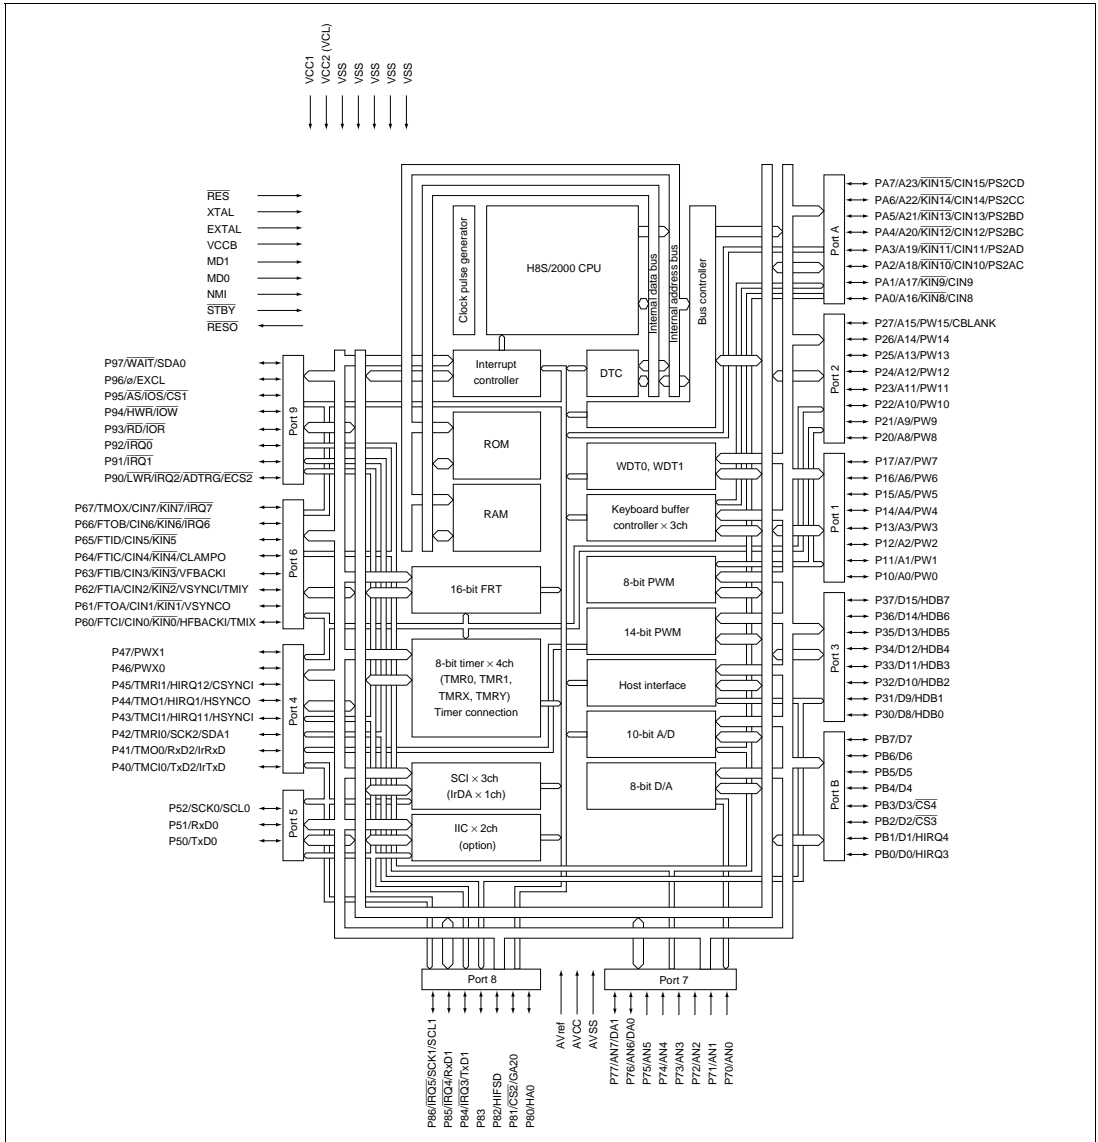 VCC1
VCC2 (VCL)
VSS
VSS
VSS
VSS
VSS
RES
XTAL
EXTAL
VCCB
MD1
MD0
NMI
STBY
RESO
P97/WAIT/SDA0
P96/ø/EXCL
P95/AS/IOS/CS1
P94/HWR/IOW
P93/RD/IOR
P92/IRQ0
P91/IRQ1
P90/LWR/IRQ2/ADTRG/ECS2
Port 9
P67/TMOX/CIN7/KIN7/IRQ7
P66/FTOB/CIN6/KIN6/IRQ6
P65/FTID/CIN5/KIN5
P64/FTIC/CIN4/KIN4/CLAMPO
P63/FTIB/CIN3/KIN3/VFBACKI
P62/FTIA/CIN2/KIN2/VSYNCI/TMIY
P61/FTOA/CIN1/KIN1/VSYNCO
P60/FTCI/CIN0/KIN0/HFBACKI/TMIX
Port 6
P47/PWX1
P46/PWX0
P45/TMRI1/HIRQ12/CSYNCI
P44/TMO1/HIRQ1/HSYNCO
P43/TMCI1/HIRQ11/HSYNCI
P42/TMRI0/SCK2/SDA1
P41/TMO0/RxD2/IrRxD
P40/TMCI0/TxD2/IrTxD
Port 4
P52/SCK0/SCL0
P51/RxD0
P50/TxD0
Port 5
Clock pulse generator
H8S/2000 CPU
Internal data bus
Internal address bus
Bus controller
Interrupt
controller
DTC
ROM
RAM
WDT0, WDT1
Keyboard buffer
controller × 3ch
16-bit FRT
8-bit PWM
14-bit PWM
8-bit timer × 4ch
(TMR0, TMR1,
TMRX, TMRY)
Timer connection
Host interface
10-bit A/D
8-bit D/A
SCI × 3ch
(IrDA × 1ch)
IIC × 2ch
(option)
Port A
PA7/A23/KIN15/CIN15/PS2CD
PA6/A22/KIN14/CIN14/PS2CC
PA5/A21/KIN13/CIN13/PS2BD
PA4/A20/KIN12/CIN12/PS2BC
PA3/A19/KIN11/CIN11/PS2AD
PA2/A18/KIN10/CIN10/PS2AC
PA1/A17/KIN9/CIN9
PA0/A16/KIN8/CIN8
Port 2
P27/A15/PW15/CBLANK
P26/A14/PW14
P25/A13/PW13
P24/A12/PW12
P23/A11/PW11
P22/A10/PW10
P21/A9/PW9
P20/A8/PW8
Port 1
P17/A7/PW7
P16/A6/PW6
P15/A5/PW5
P14/A4/PW4
P13/A3/PW3
P12/A2/PW2
P11/A1/PW1
P10/A0/PW0
Port 3
P37/D15/HDB7
P36/D14/HDB6
P35/D13/HDB5
P34/D12/HDB4
P33/D11/HDB3
P32/D10/HDB2
P31/D9/HDB1
P30/D8/HDB0
Port B
PB7/D7
PB6/D6
PB5/D5
PB4/D4
PB3/D3/CS4
PB2/D2/CS3
PB1/D1/HIRQ4
PB0/D0/HIRQ3
Port 8
P86/IRQ5/SCK1/SCL1
P85/IRQ4/RxD1
P84/IRQ3/TxD1
P83
P82/HIFSD
P81/CS2/GA20
P80/HA0
AVref
AVCC
AVSS
Port 7
P77/AN7/DA1
P76/AN6/DA0
P75/AN5
P74/AN4
P73/AN3
P72/AN2
P71/AN1
P70/AN0